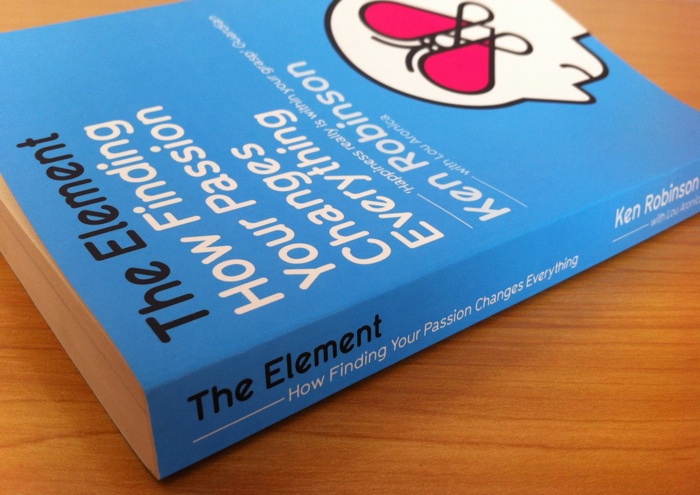 The Element
How Finding
Your Passion
Changes
Everything
'Happiness really is within your grasp' Guardian
Ken Robinson
with Lou Aronica
The Element
How Finding Your Passion Changes Everything
Ken Robinson
with Lou Aronica